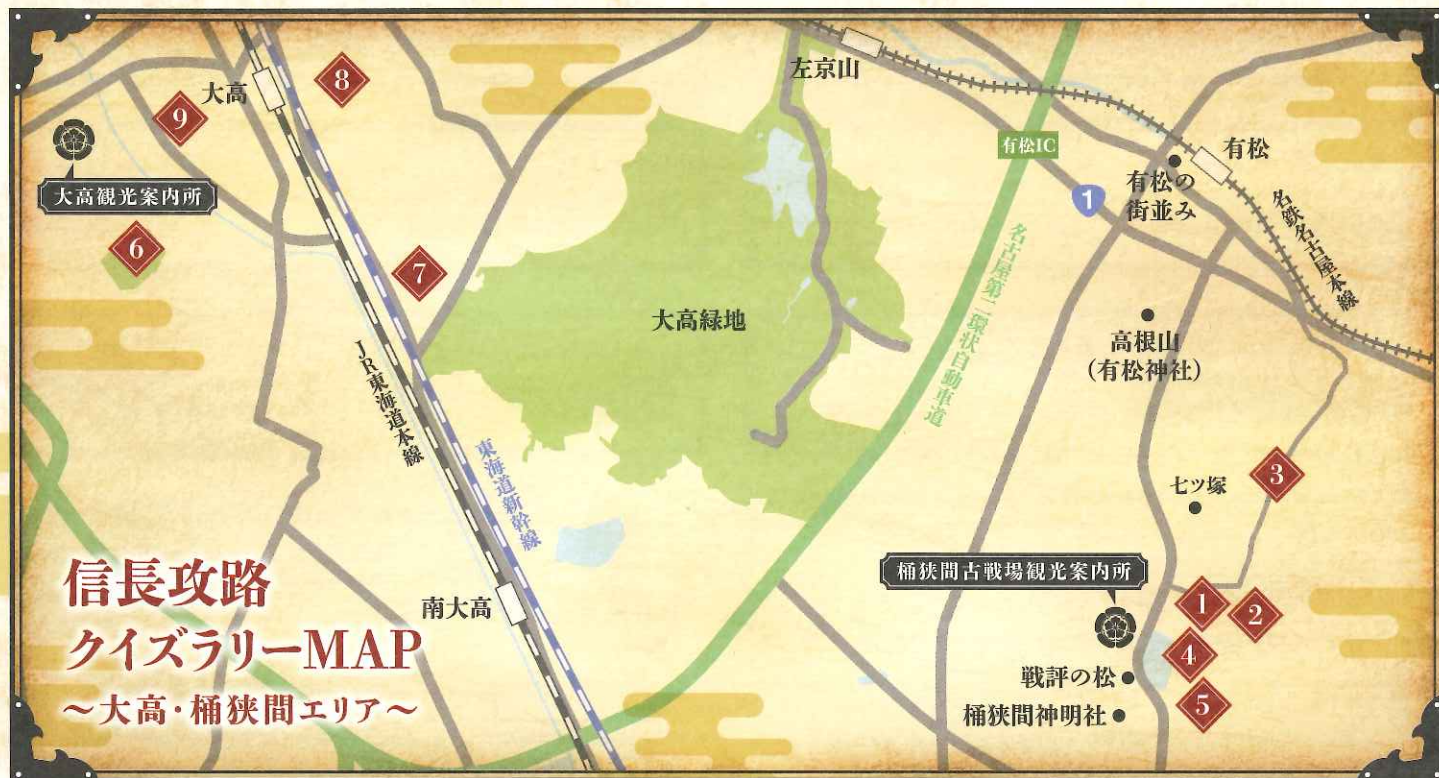 大高
8
9
大高観光案内所
6
7
左京山
有松IC
有松
1
有松の
街並み
名鉄名古屋本線
名古屋第二環状自動車道
大高緑地
高根山
(有松神社)
JR東海道本線
東海道新幹線
七ツ塚
3
桶狭間古戦場観光案内所
1
2
4
戦評の松
5
桶狭間神明社
南大高
信長攻路
クイズラリーMAP
～大高・桶狭間エリア～